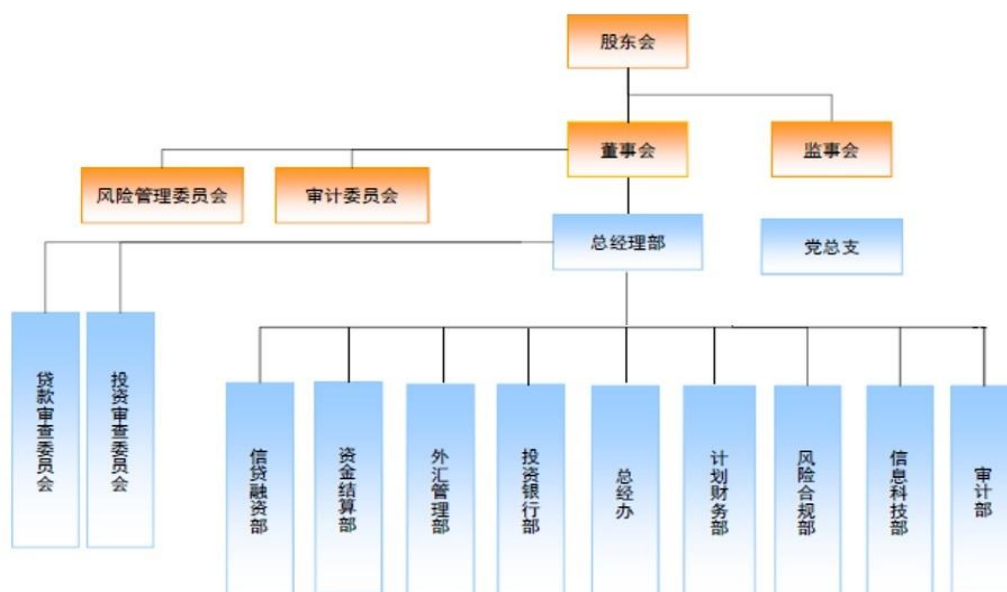 股东会
董事会
监事会
风险管理委员会
审计委员会
总经理部
党总支
贷款审查委员会
投资审查委员会
信贷融资部
资金结算部
外汇管理部
投资银行部
总经办
计划财务部
风险合规部
信息科技部
审计部